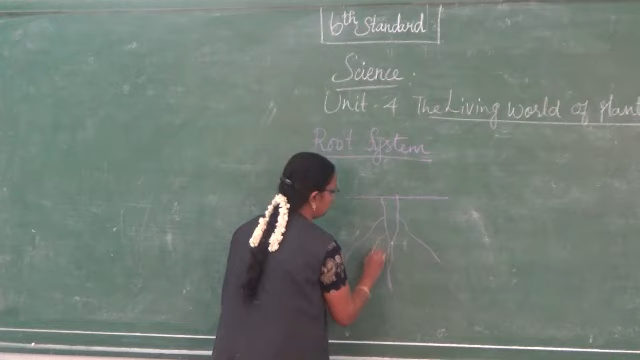 6th Standard
Science.
Unit - 4 The Living World of Plant
Root System